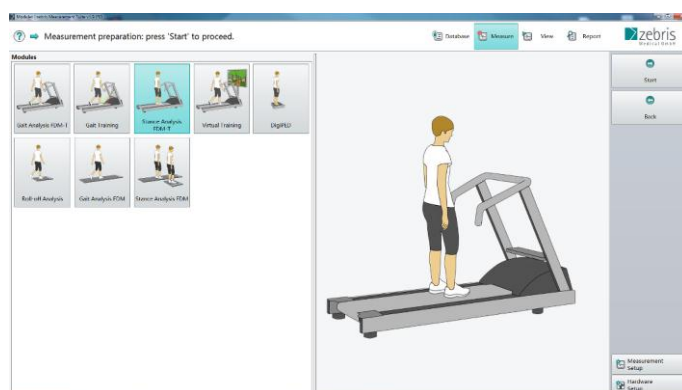 Measurement preparation: press 'Start' to proceed.
Database
Measure
View
Report
zebris
Medical GmbH
Modules
Start
Back
Gait Analysis FDM-T
Gait Training
Stance Analysis
FDM-T
Virtual Training
DigiPED
Roll-off Analysis
Gait Analysis FDM
Stance Analysis FDM
Measurement
Setup
Hardware
Setup